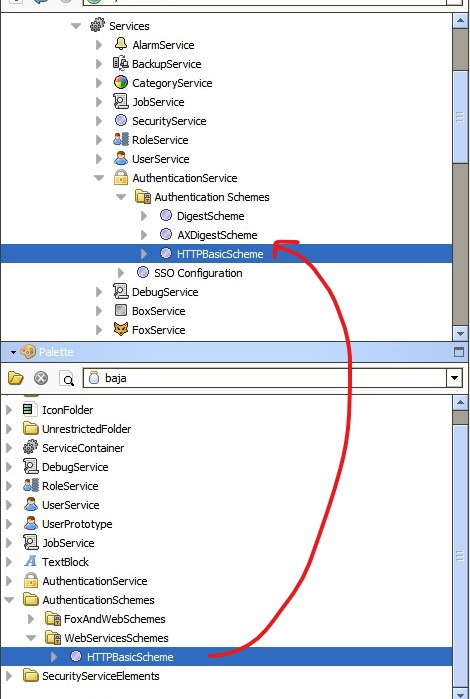 Services
AlarmService
BackupService
CategoryService
JobService
SecurityService
RoleService
UserService
AuthenticationService
Authentication Schemes
DigestScheme
AXDigestScheme
HTTPBasicScheme
SSO Configuration
DebugService
BoxService
FoxService
Palette
baja
IconFolder
UnrestrictedFolder
ServiceContainer
DebugService
RoleService
UserService
UserPrototype
JobService
TextBlock
AuthenticationService
AuthenticationSchemes
FoxAndWebSchemes
WebServicesSchemes
HTTPBasicScheme
SecurityServiceElements